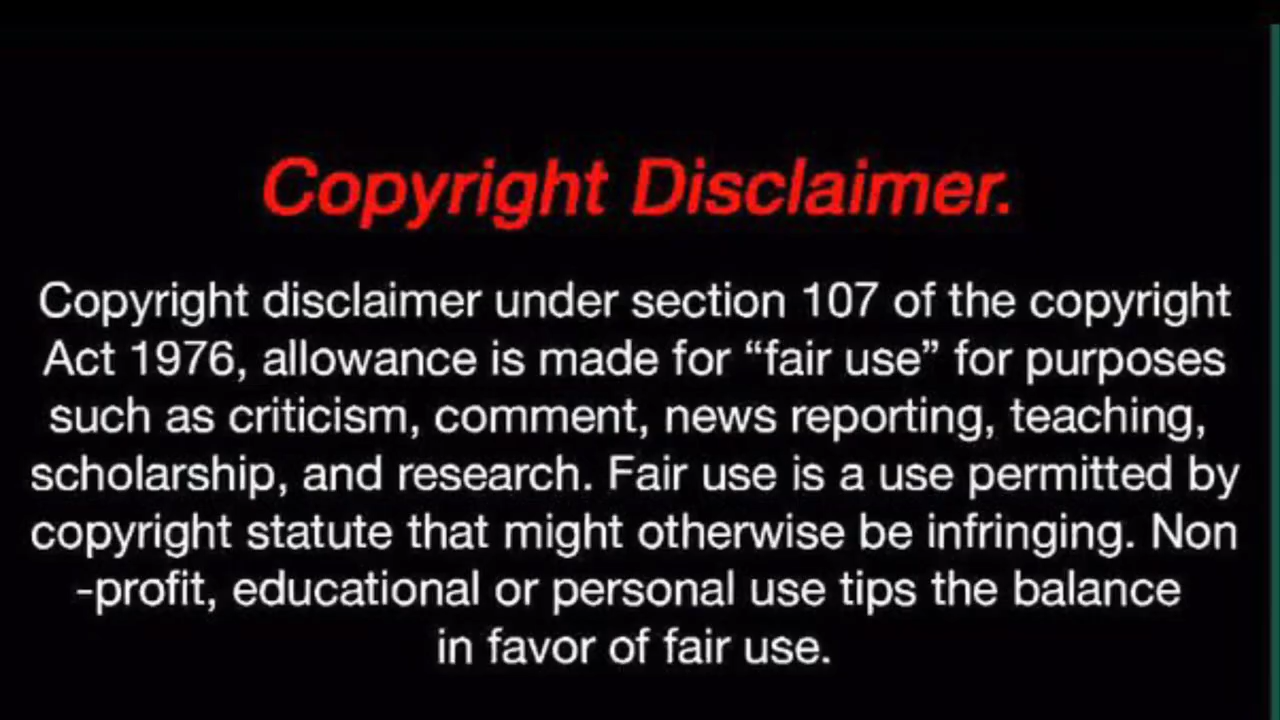 Copyright Disclaimer.
Copyright disclaimer under section 107 of the copyright
Act 1976, allowance is made for “fair use” for purposes
such as criticism, comment, news reporting, teaching,
scholarship, and research. Fair use is a use permitted by
copyright statute that might otherwise be infringing. Non
-profit, educational or personal use tips the balance
in favor of fair use.